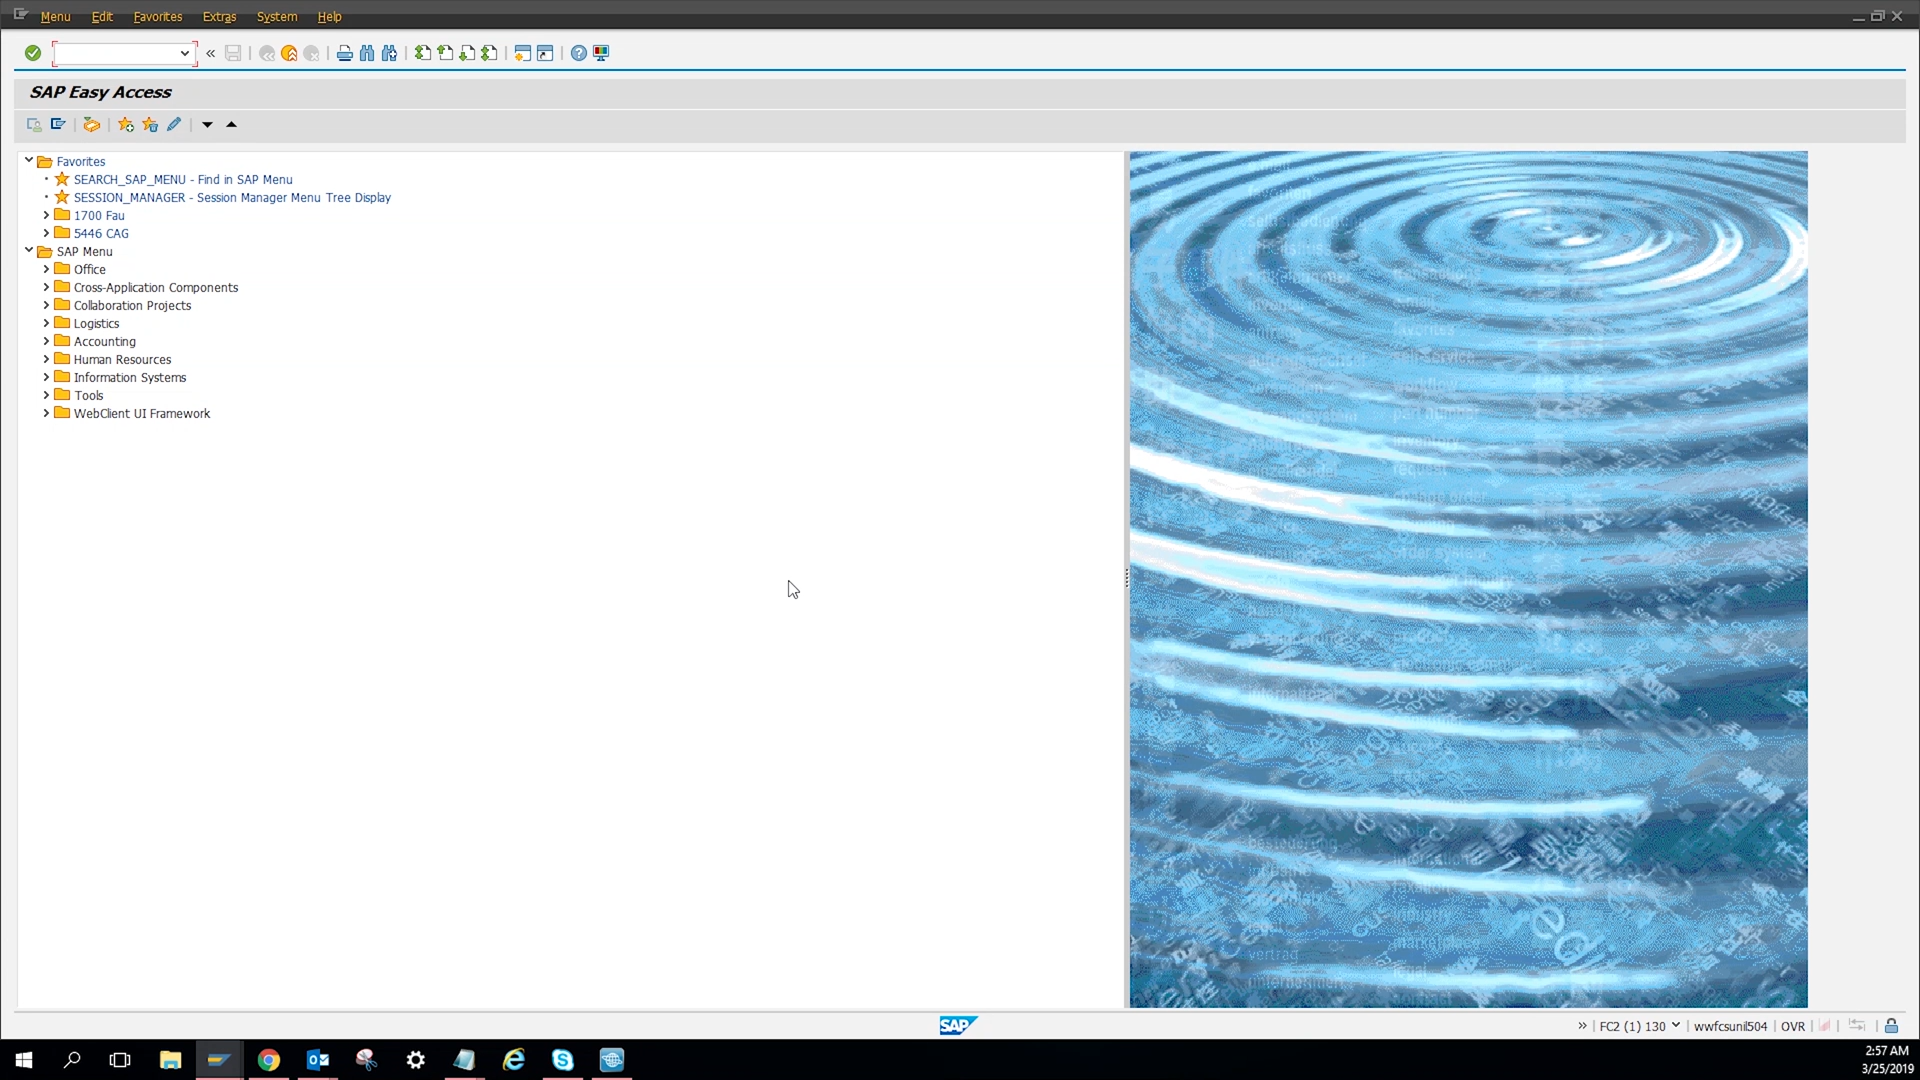 Menu Edit Favorites Extras System Help
SAP Easy Access
Favorites
SEARCH_SAP_MENU - Find in SAP Menu
SESSION_MANAGER - Session Manager Menu Tree Display
1700 Fau
5446 CAG
SAP Menu
Office
Cross-Application Components
Collaboration Projects
Logistics
Accounting
Human Resources
Information Systems
Tools
WebClient UI Framework
SAP
FC2 (1) 130 wwfcsunil504 OVR
2:57 AM
3/25/2019